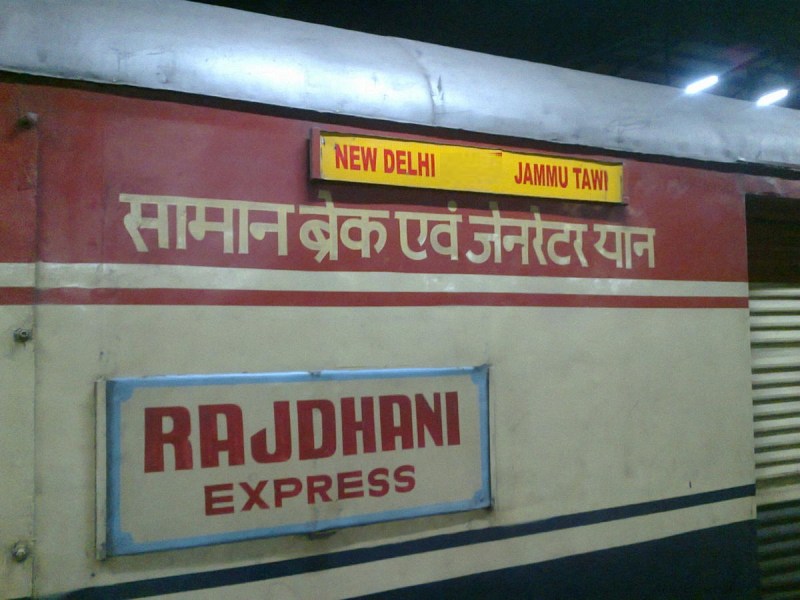 NEW DELHI JAMMU TAWI
सामान ब्रेक एवं जेनरेटर यान
RAJDHANI
EXPRESS